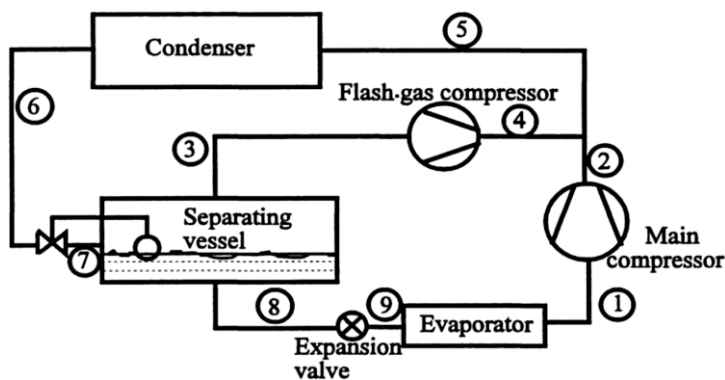 Condenser
5
Flash-gas compressor
6
3
4
2
Separating
vessel
Main
compressor
7
8
9
Evaporator
1
Expansion
valve